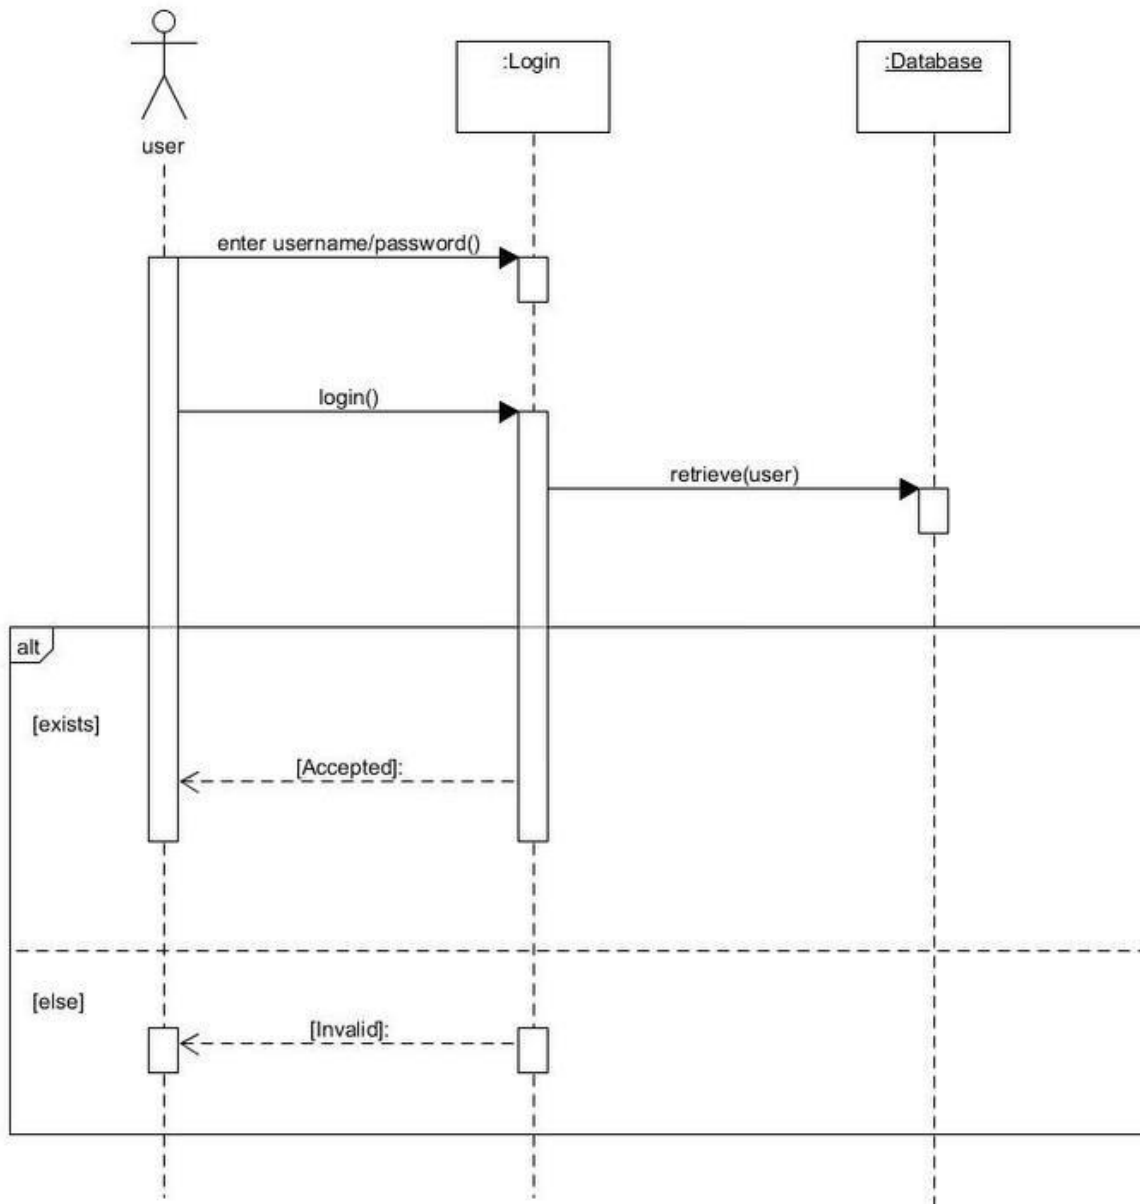 :Login
:Database
user
enter username/password()
login()
retrieve(user)
alt
[exists]
[Accepted]:
[else]
[Invalid]: